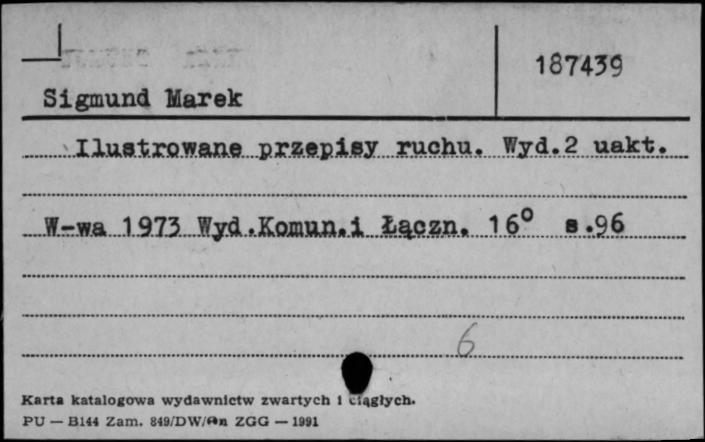 187439
Sigmund Marek
Ilustrowane przepisy ruchu. Wyd.2 uakt.
W-wa 1973 Wyd.Komun.i Łączn. 16° s.96
6
Karta katalogowa wydawnictw zwartych i ciągłych.
PU — B144 Zam. 849/DW/ ZGG — 1991